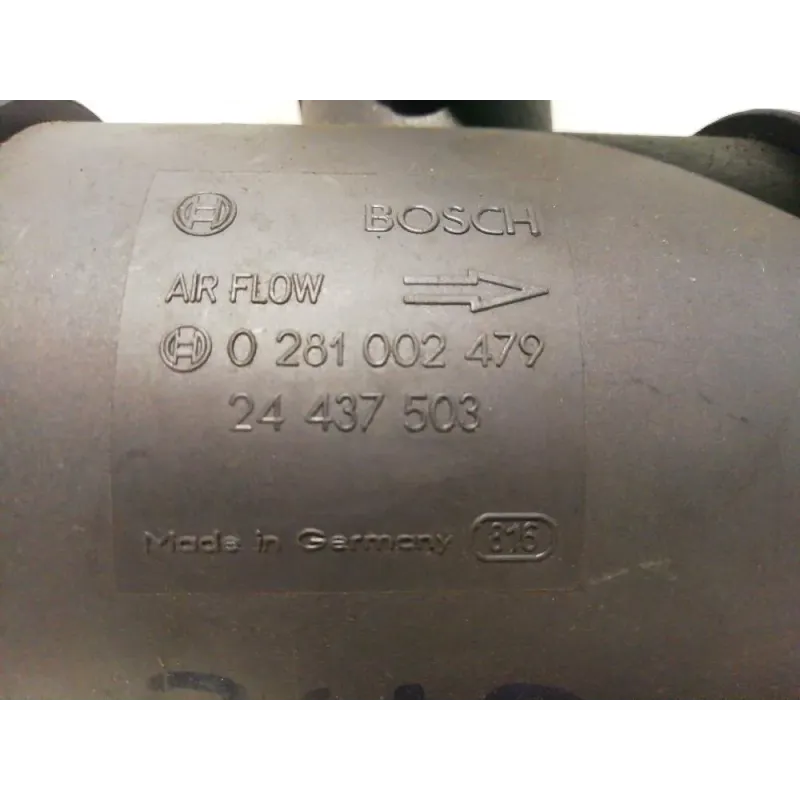 BOSCH
AIR FLOW
0 281 002 479
24 437 503
Made in Germany 816